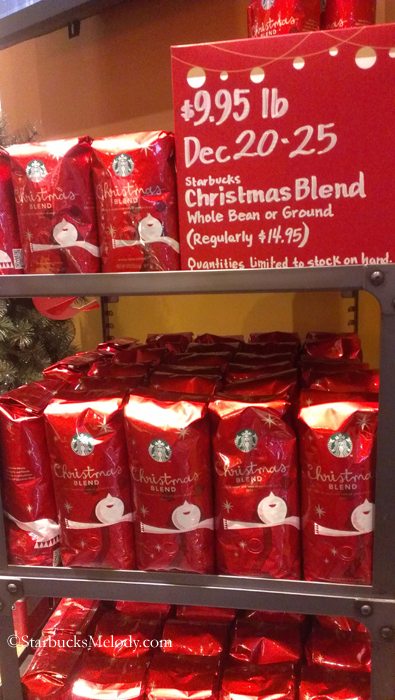 Christmas
$9.95 lb
Dec 20-25
Starbucks
Christmas Blend
Whole Bean or Ground
(Regularly $14.95)
Quantities Limited to stock on hand.
Christmas
BLEND
Christmas
BLEND
Christmas
BLEND
Christmas
BLEND
Christmas
BLEND
Christmas
BLEND
©StarbucksMelody.com